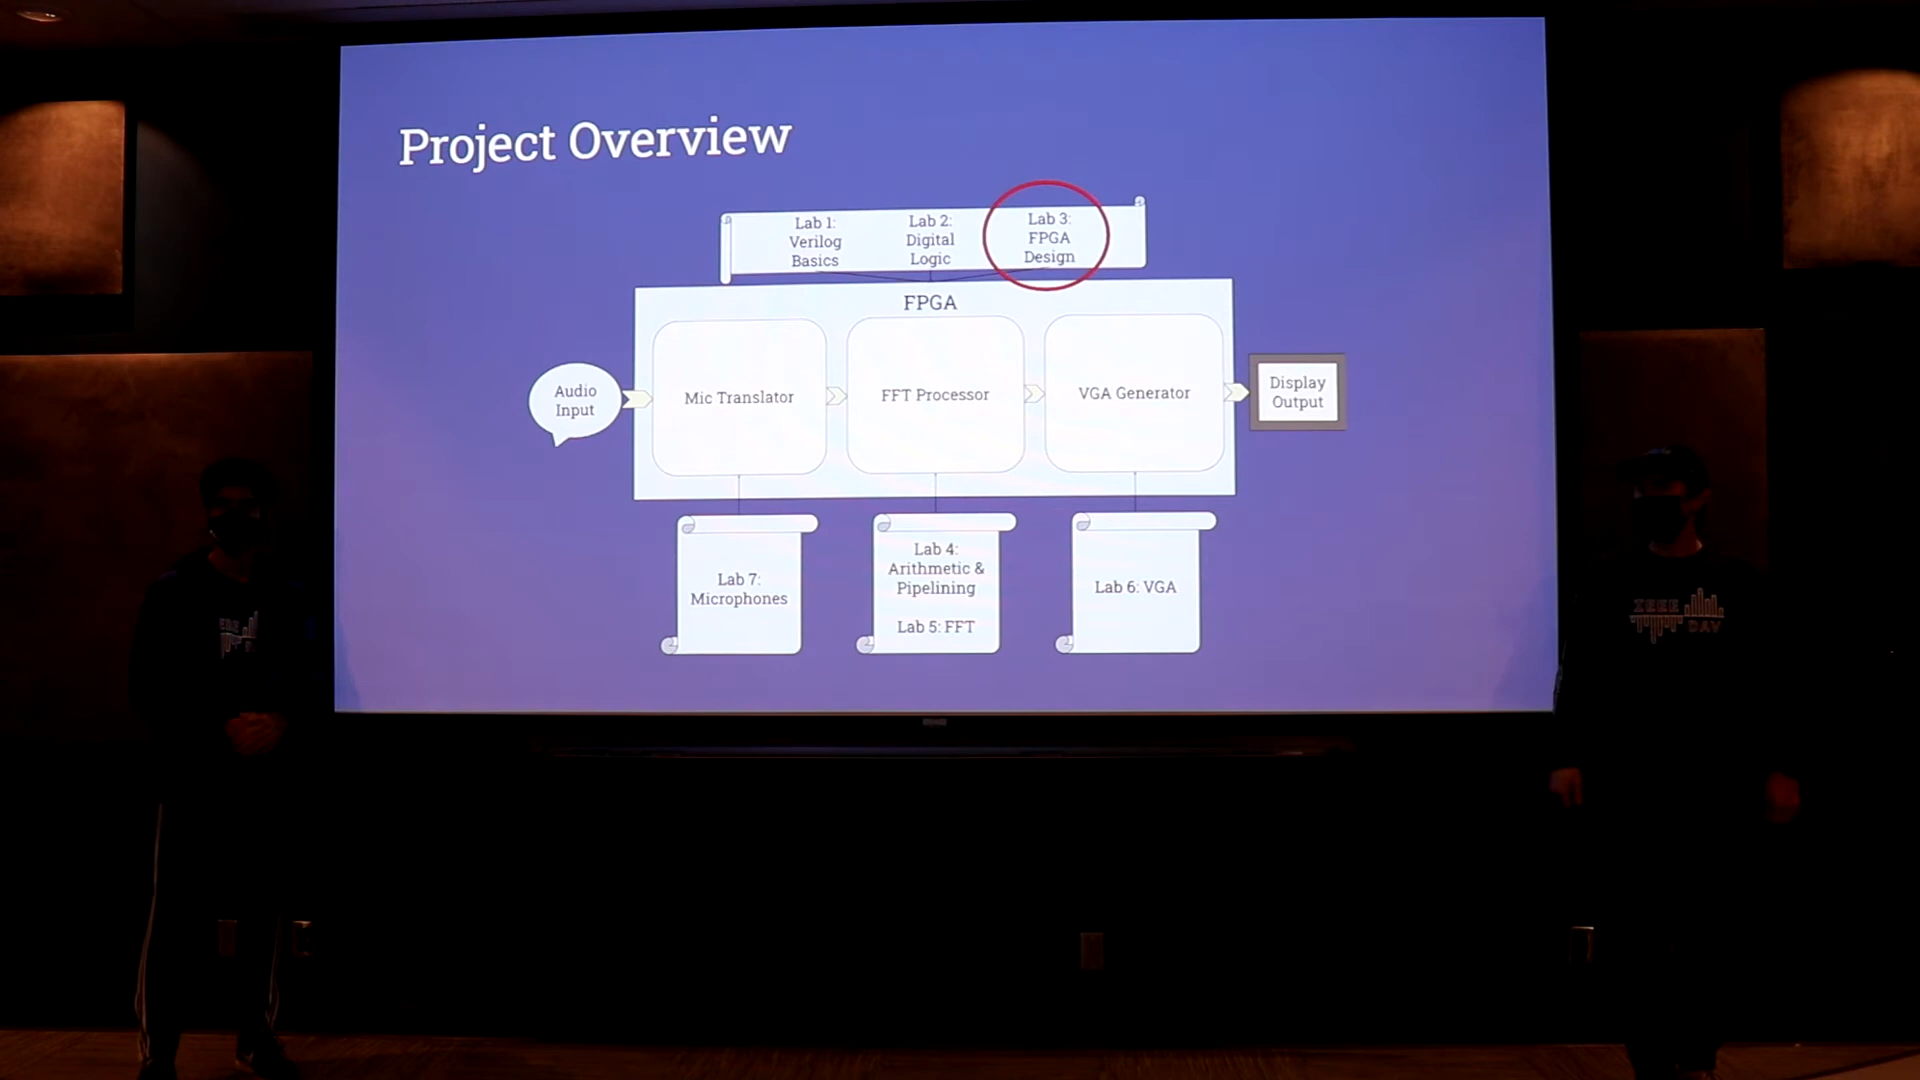 Project Overview
Lab 1:
Verilog
Basics
Lab 2:
Digital
Logic
Lab 3:
FPGA
Design
FPGA
Audio
Input
Mic Translator
FFT Processor
VGA Generator
Display
Output
Lab 7:
Microphones
Lab 4:
Arithmetic &
Pipelining
Lab 5: FFT
Lab 6: VGA
IEEE
DAY